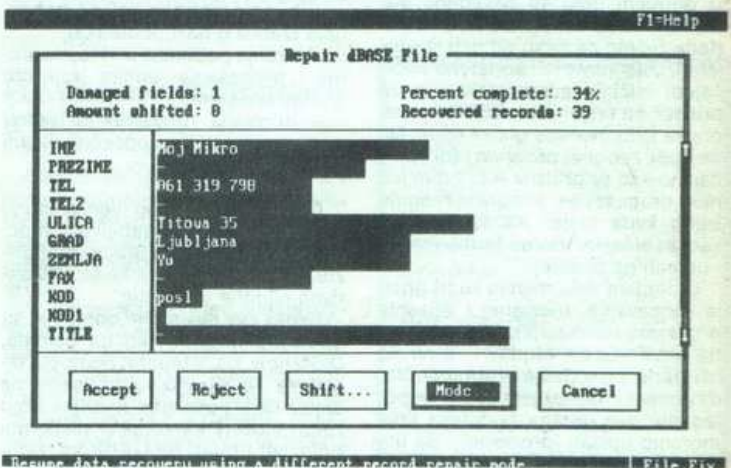 F1=Help
Repair dBASE File
Damaged fields: 1
Percent complete: 34%
Amount shifted: 0
Recovered records: 39
IME Moj Mikro
PREZIME
TEL 061 319 798
TEL2
ULICA Titova 35
GRAD Ljubljana
ZEMLJA Yu
FAX
KOD posl
KOD1
TITLE
Accept Reject Shift... Mode... Cancel
Resume data recovery using a different record repair mode File Fix